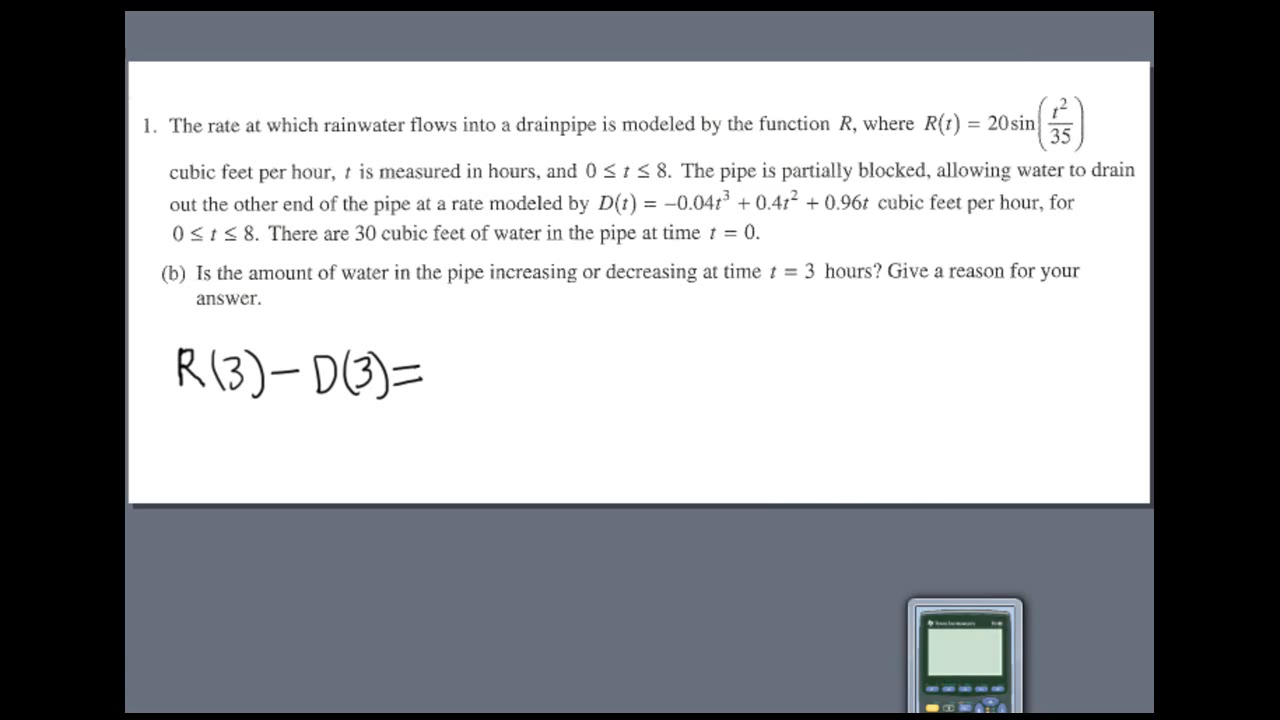 1. The rate at which rainwater flows into a drainpipe is modeled by the function R, where R(t) = 20sin(t²/35)
cubic feet per hour, t is measured in hours, and 0 ≤ t ≤ 8. The pipe is partially blocked, allowing water to drain
out the other end of the pipe at a rate modeled by D(t) = −0.04t³ + 0.4t² + 0.96t cubic feet per hour, for
0 ≤ t ≤ 8. There are 30 cubic feet of water in the pipe at time t = 0.
(b) Is the amount of water in the pipe increasing or decreasing at time t = 3 hours? Give a reason for your
answer.
R(3) − D(3) =
Texas Instruments